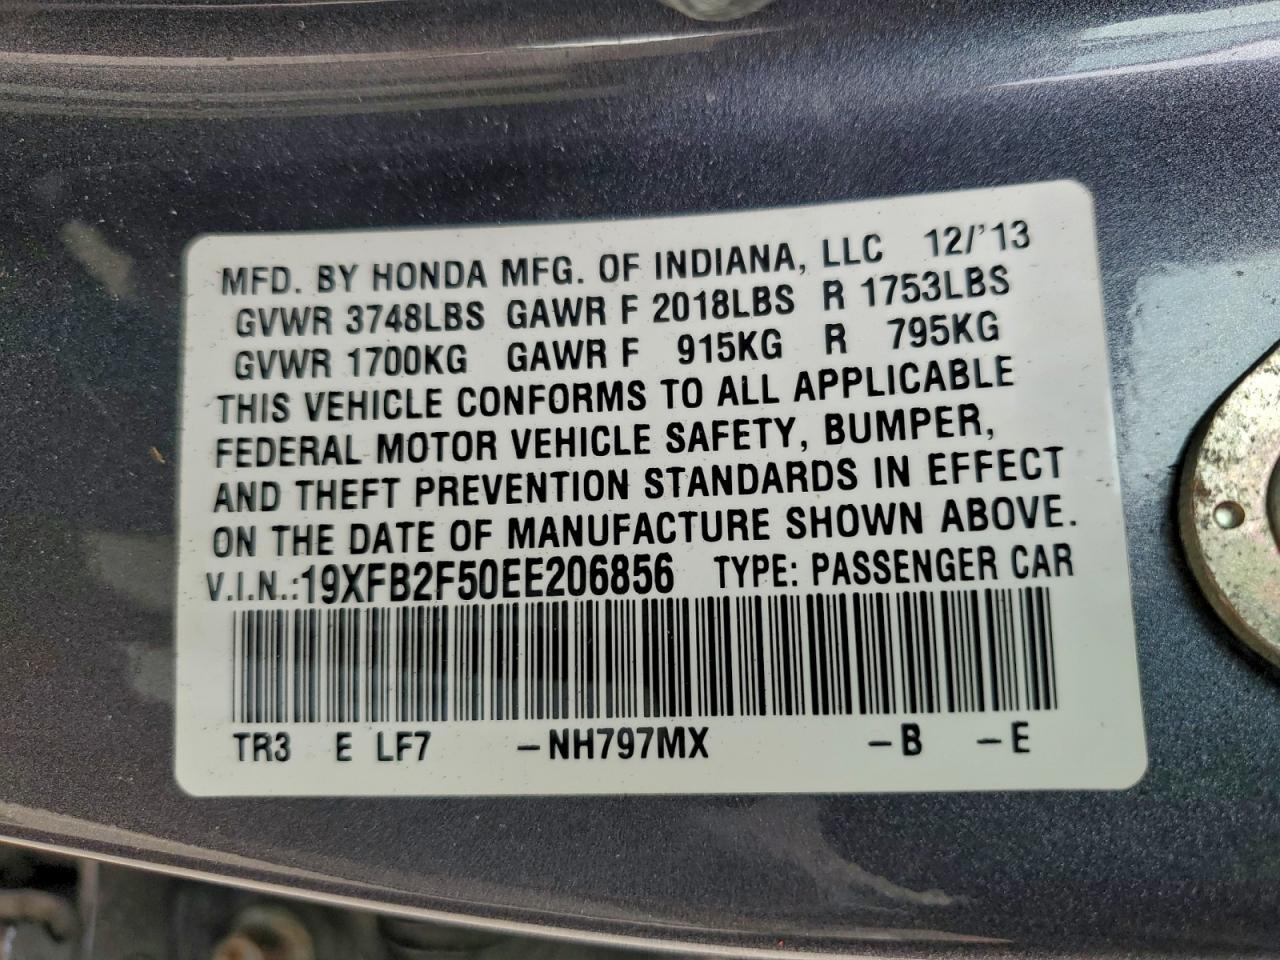 MFD. BY HONDA MFG. OF INDIANA, LLC 12/'13
GVWR 3748LBS GAWR F 2018LBS R 1753LBS
GVWR 1700KG GAWR F 915KG R 795KG
THIS VEHICLE CONFORMS TO ALL APPLICABLE
FEDERAL MOTOR VEHICLE SAFETY, BUMPER,
AND THEFT PREVENTION STANDARDS IN EFFECT
ON THE DATE OF MANUFACTURE SHOWN ABOVE.
V.I.N.:19XFB2F50EE206856 TYPE: PASSENGER CAR
TR3 E LF7 -NH797MX -B -E